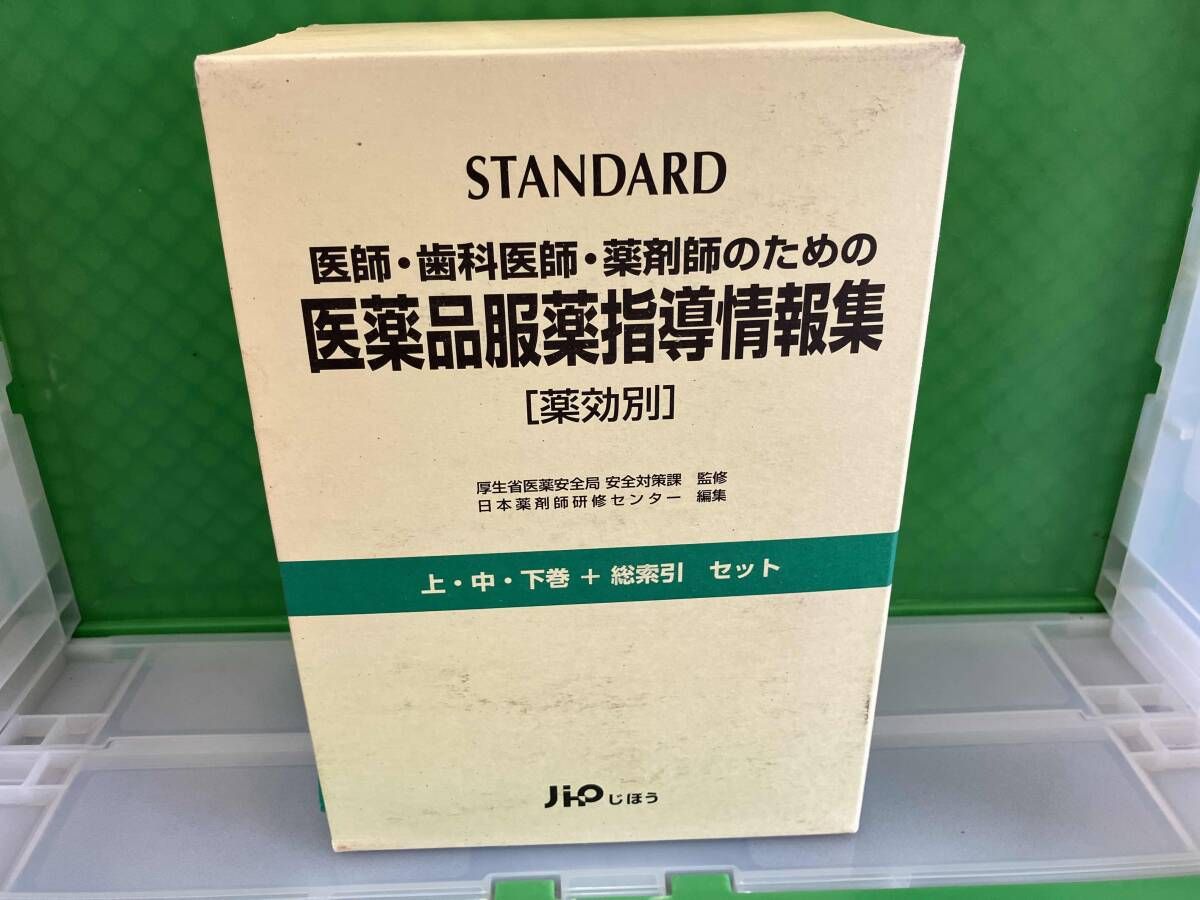 STANDARD
医師・歯科医師・薬剤師のための
医薬品服薬指導情報集
[薬効別]
厚生省医薬安全局 安全対策課 監修
日本薬剤師研修センター 編集
上・中・下巻 + 総索引 セット
JiHO じほう